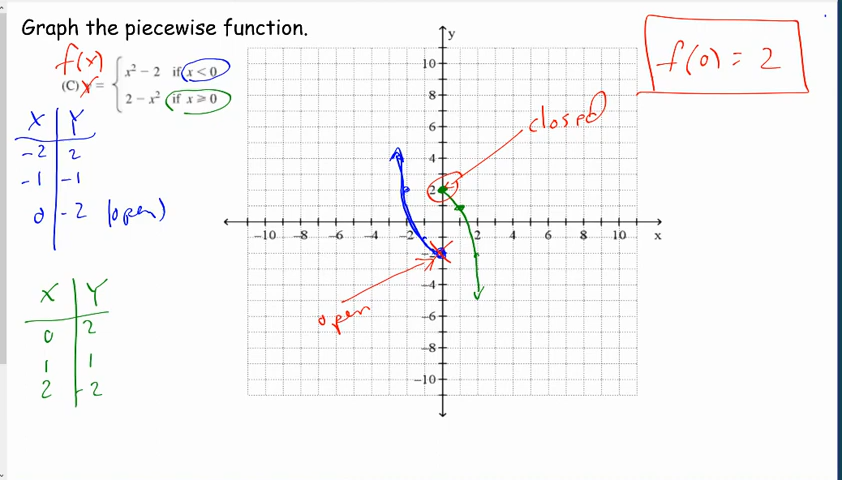 Graph the piecewise function.
f(x)
(C) Y = { x² − 2 if x < 0
2 − x² if x ≥ 0
f(0) = 2
X Y
-2 2
-1 -1
0 -2 (open)
X Y
0 2
1 1
2 -2
closed
open
y
10
8
6
4
2
-2
-4
-6
-8
-10
-10 -8 -6 -4 -2 2 4 6 8 10 x